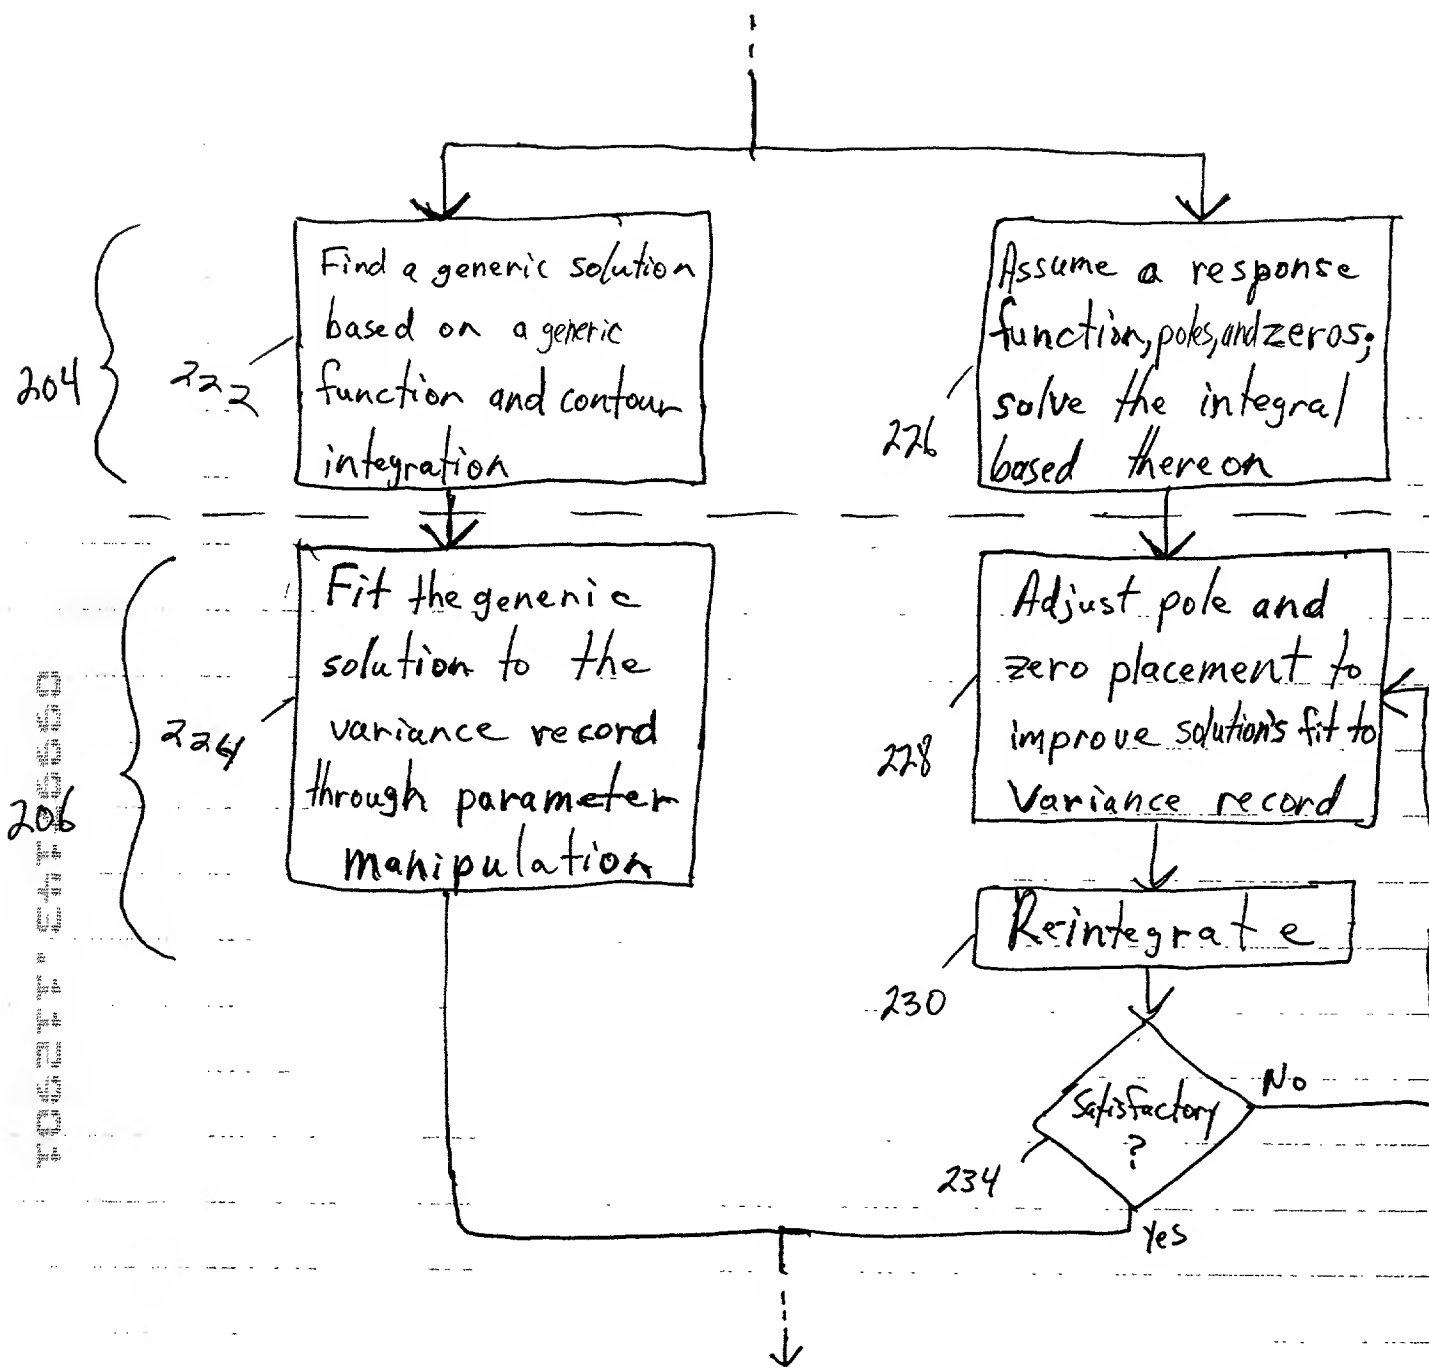 Find a generic solution
based on a generic
function and contour
integration
204
222
Assume a response
function, poles, and zeros;
solve the integral
based thereon
226
Fit the generic
solution to the
variance record
through parameter
manipulation
224
206
Adjust pole and
zero placement to
improve solution's fit to
variance record
228
Reintegrate
230
Satisfactory
?
No
234
Yes